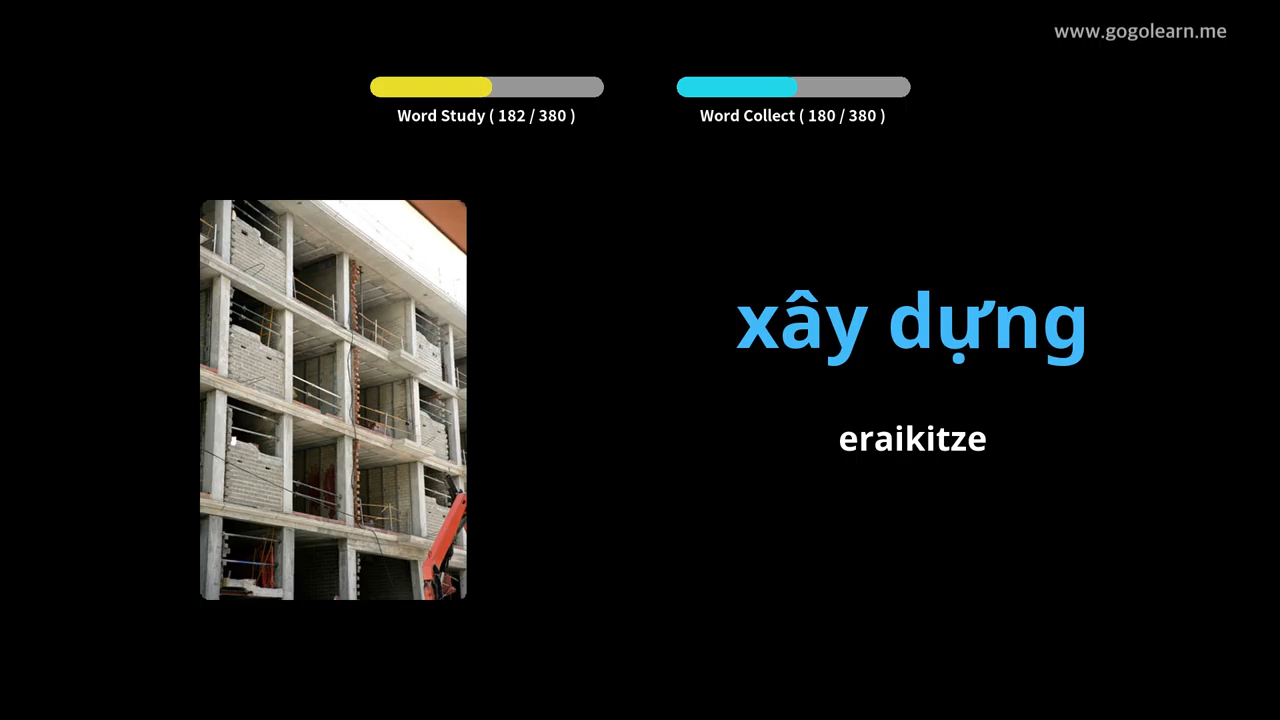 www.gogolearn.me
Word Study ( 182 / 380 )
Word Collect ( 180 / 380 )
xây dựng
eraikitze